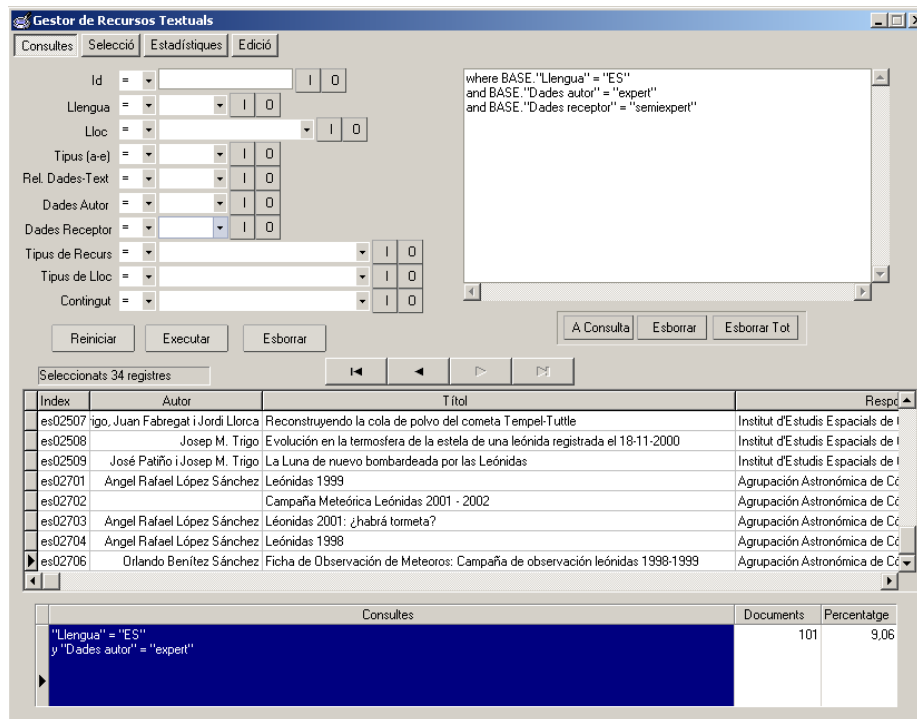 Gestor de Recursos Textuals
Consultes Selecció Estadístiques Edició
Id = I O
Llengua = I O
Lloc = I O
Tipus (a-e) = I O
Rel. Dades-Text = I O
Dades Autor = I O
Dades Receptor = I O
Tipus de Recurs = I O
Tipus de Lloc = I O
Contingut = I O
where BASE."Llengua" = "ES"
and BASE."Dades autor" = "expert"
and BASE."Dades receptor" = "semiexpert"
Reiniciar Executar Esborrar
A Consulta Esborrar Esborrar Tot
Seleccionats 34 registres
Index Autor Títol Respo
es02507 rigo, Juan Fabregat i Jordi Llorca Reconstruyendo la cola de polvo del cometa Tempel-Tuttle Institut d'Estudis Espacials de
es02508 Josep M. Trigo Evolución en la termosfera de la estela de una leónida registrada el 18-11-2000 Institut d'Estudis Espacials de
es02509 José Patiño i Josep M. Trigo La Luna de nuevo bombardeada por las Leónidas Institut d'Estudis Espacials de
es02701 Angel Rafael López Sánchez Leónidas 1999 Agrupación Astronómica de Có
es02702 Campaña Meteórica Leónidas 2001 - 2002 Agrupación Astronómica de Có
es02703 Angel Rafael López Sánchez Léonidas 2001: ¿habrá tormeta? Agrupación Astronómica de Có
es02704 Angel Rafael López Sánchez Leónidas 1998 Agrupación Astronómica de Có
es02706 Orlando Benítez Sánchez Ficha de Observación de Meteoros: Campaña de observación leónidas 1998-1999 Agrupación Astronómica de Có
Consultes Documents Percentatge
"Llengua" = "ES" 101 9,06
y "Dades autor" = "expert"